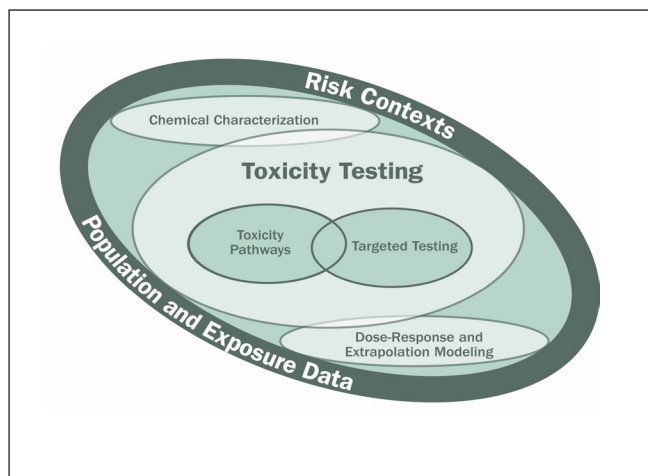 Risk Contexts
Chemical Characterization
Toxicity Testing
Toxicity
Pathways
Targeted Testing
Dose-Response and
Extrapolation Modeling
Population and Exposure Data